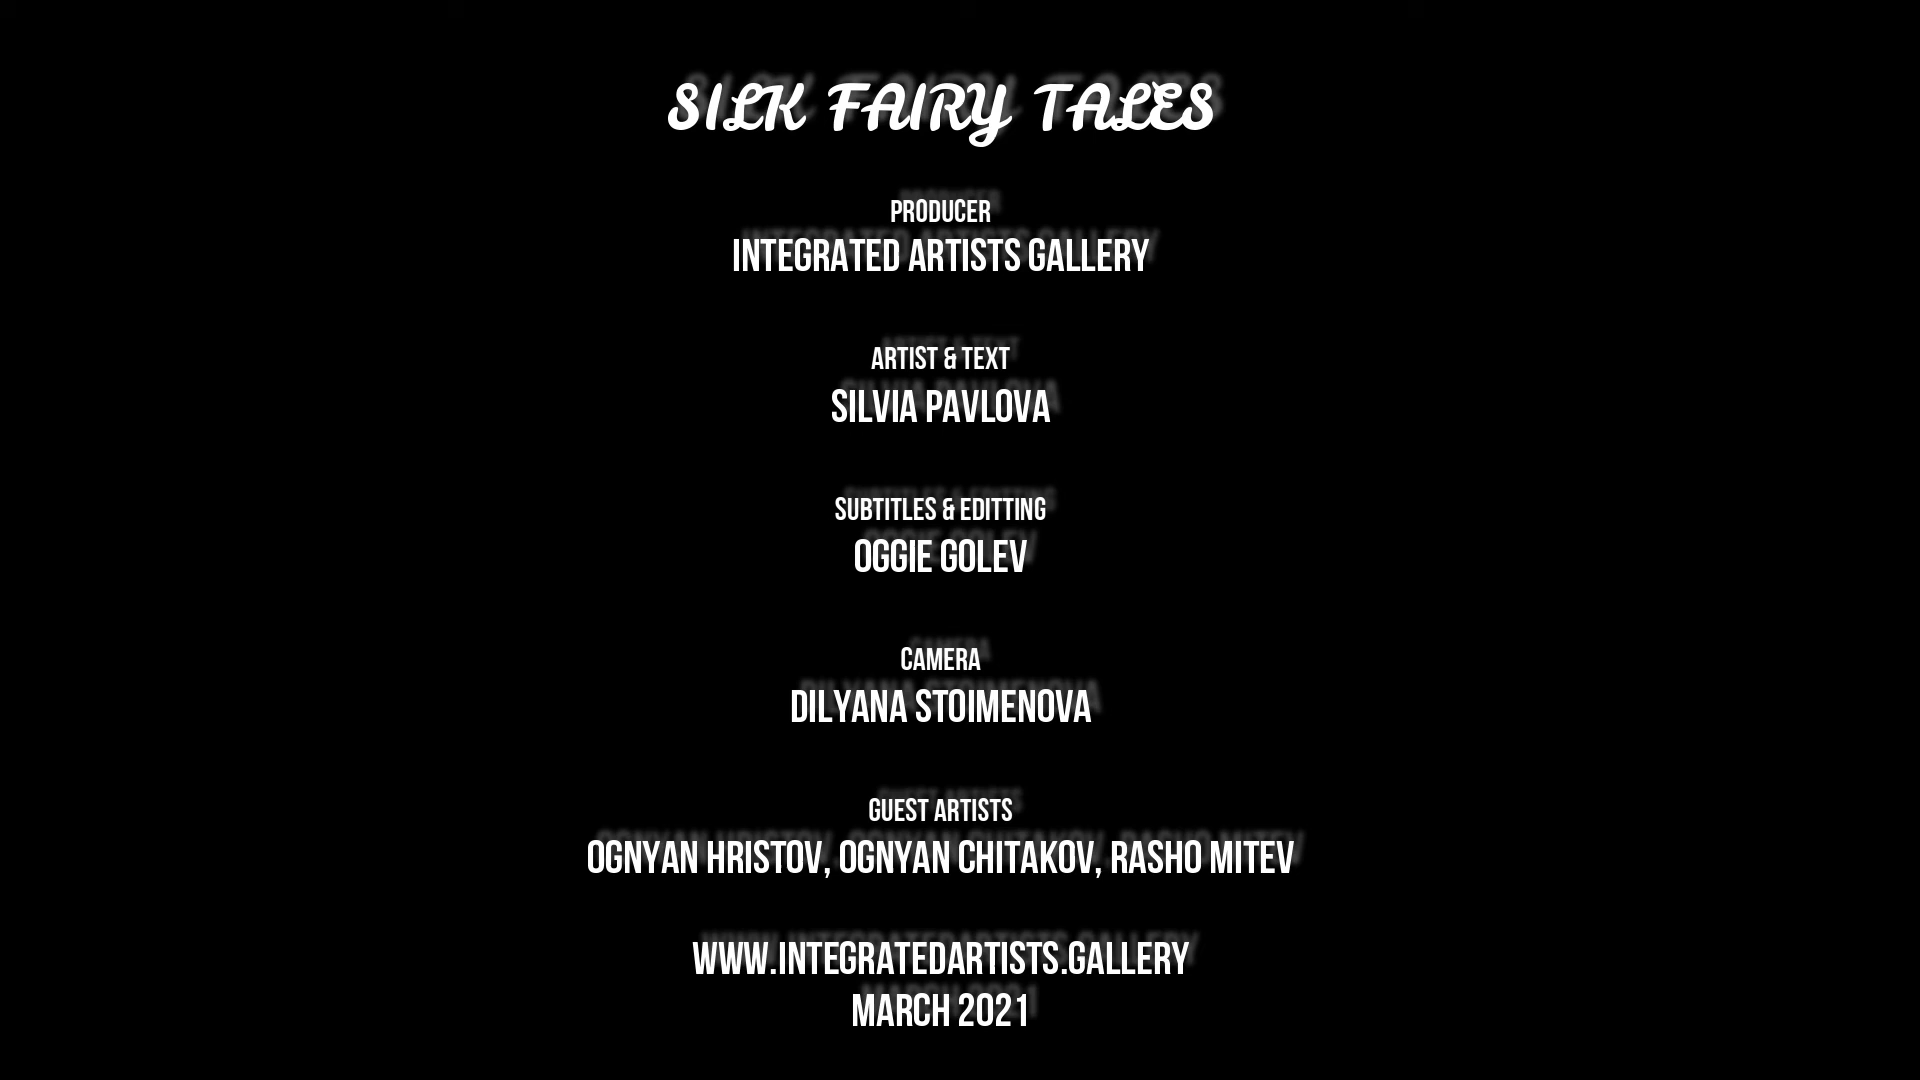 SILK FAIRY TALES
PRODUCER
INTEGRATED ARTISTS GALLERY
ARTIST & TEXT
SILVIA PAVLOVA
SUBTITLES & EDITTING
OGGIE GOLEV
CAMERA
DILYANA STOIMENOVA
GUEST ARTISTS
OGNYAN HRISTOV, OGNYAN CHITAKOV, RASHO MITEV
WWW.INTEGRATEDARTISTS.GALLERY
MARCH 2021